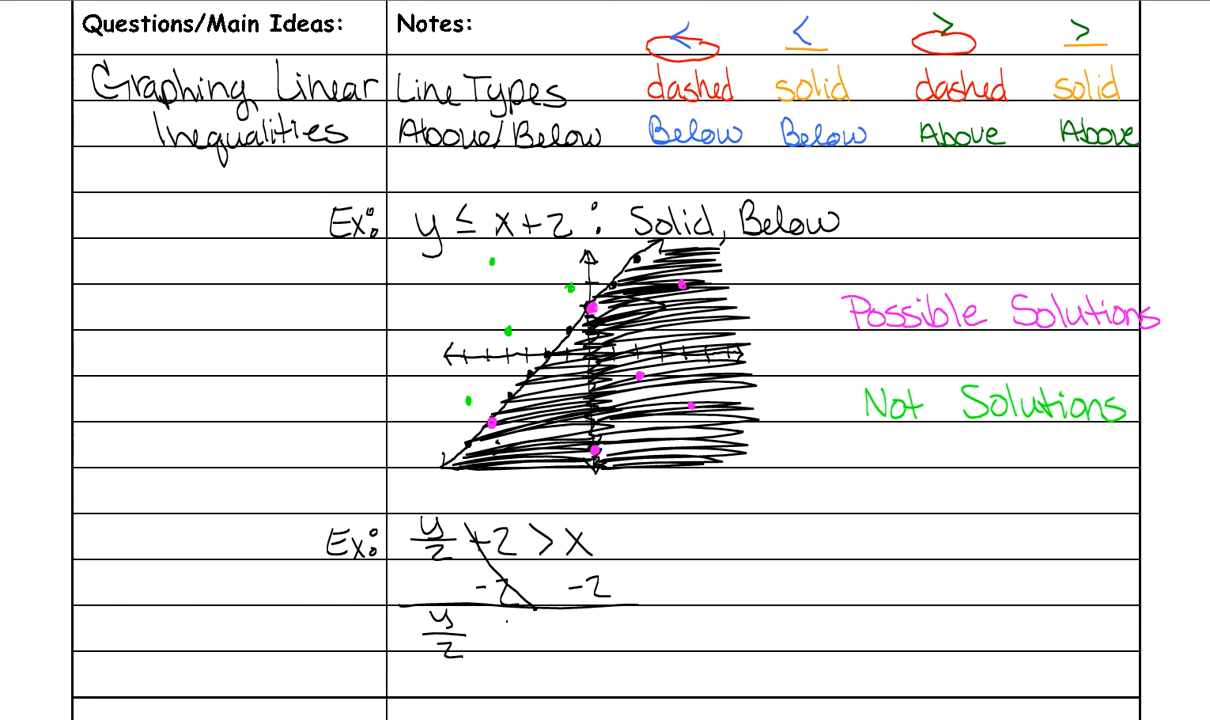 Questions/Main Ideas: Notes: < ≤ > ≥
Graphing Linear Line Types dashed solid dashed solid
Inequalities Above/Below Below Below Above Above
Ex: y ≤ x+2 : Solid, Below
Possible Solutions
Not Solutions
Ex: y/2 +2 > x
-2 -2
y/2